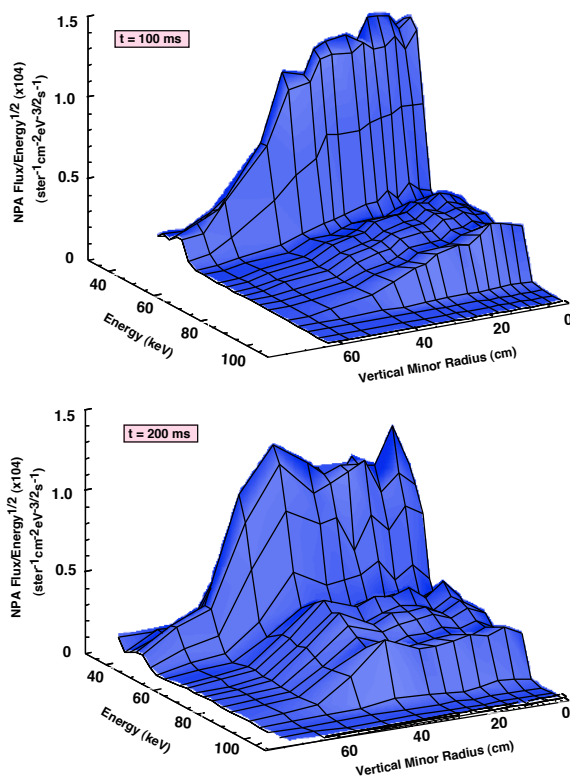 1.5
t = 100 ms
1.0
0.5
0
NPA Flux/Energy1/2 (x104)
(ster-1cm-2eV-3/2s-1)
40
60
80
100
Energy (keV)
60
40
20
0
Vertical Minor Radius (cm)
1.5
t = 200 ms
1.0
0.5
0
NPA Flux/Energy1/2 (x104)
(ster-1cm-2eV-3/2s-1)
40
60
80
100
Energy (keV)
60
40
20
0
Vertical Minor Radius (cm)